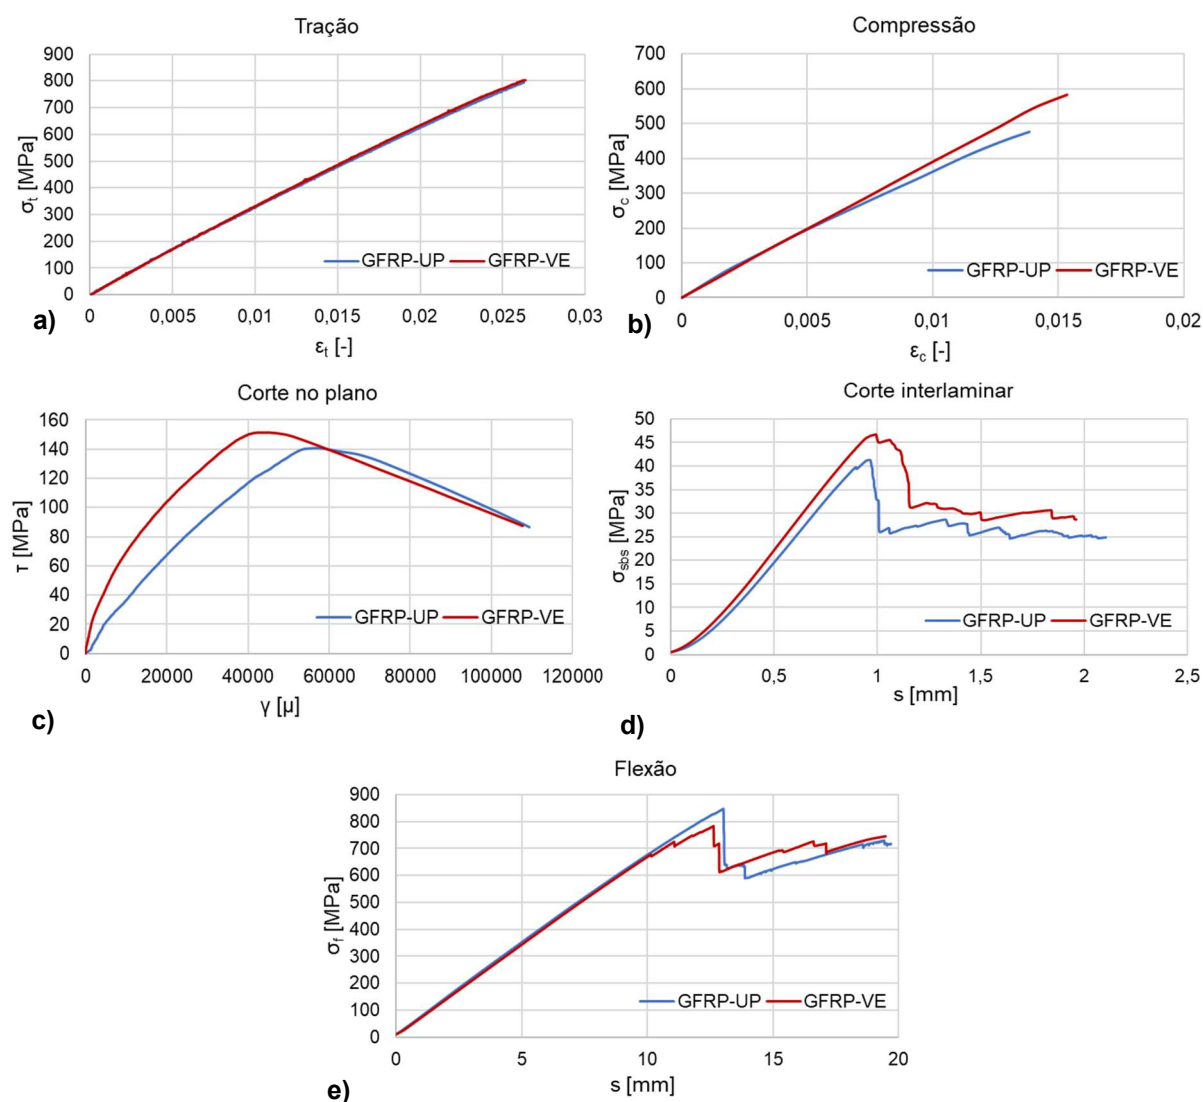 Tração
900
800
700
600
500
400
300
200
100
0
σt [MPa]
GFRP-UP GFRP-VE
0 0,005 0,01 0,015 0,02 0,025 0,03
εt [-]
a)
Compressão
700
600
500
400
300
200
100
0
σc [MPa]
GFRP-UP GFRP-VE
0 0,005 0,01 0,015 0,02
εc [-]
b)
Corte no plano
160
140
120
100
80
60
40
20
0
τ [MPa]
GFRP-UP GFRP-VE
0 20000 40000 60000 80000 100000 120000
γ [µ]
c)
Corte interlaminar
50
45
40
35
30
25
20
15
10
5
0
σsbs [MPa]
GFRP-UP GFRP-VE
0 0,5 1 1,5 2 2,5
s [mm]
d)
Flexão
900
800
700
600
500
400
300
200
100
0
σf [MPa]
GFRP-UP GFRP-VE
0 5 10 15 20
s [mm]
e)